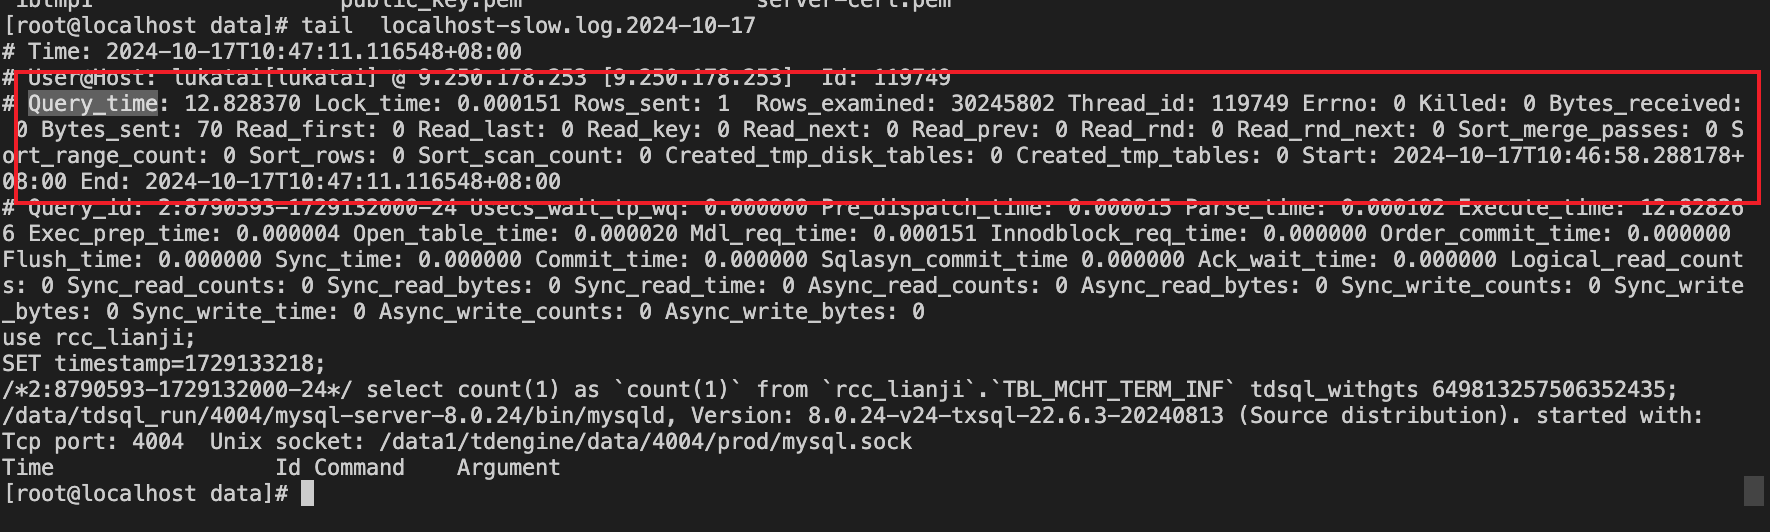 ibtmp1 public_key.pem server-cert.pem
[root@localhost data]# tail  localhost-slow.log.2024-10-17
# Time: 2024-10-17T10:47:11.116548+08:00
# User@Host: lukatai[lukatai] @ 9.250.178.253 [9.250.178.253]  Id: 119749
# Query_time: 12.828370 Lock_time: 0.000151 Rows_sent: 1  Rows_examined: 30245802 Thread_id: 119749 Errno: 0 Killed: 0 Bytes_received:
0 Bytes_sent: 70 Read_first: 0 Read_last: 0 Read_key: 0 Read_next: 0 Read_prev: 0 Read_rnd: 0 Read_rnd_next: 0 Sort_merge_passes: 0 S
ort_range_count: 0 Sort_rows: 0 Sort_scan_count: 0 Created_tmp_disk_tables: 0 Created_tmp_tables: 0 Start: 2024-10-17T10:46:58.288178+
08:00 End: 2024-10-17T10:47:11.116548+08:00
# Query_id: 2:8790593-1729132000-24 Usecs_wait_tp_wq: 0.000000 Pre_dispatch_time: 0.000015 Parse_time: 0.000102 Execute_time: 12.82826
6 Exec_prep_time: 0.000004 Open_table_time: 0.000020 Mdl_req_time: 0.000151 Innodblock_req_time: 0.000000 Order_commit_time: 0.000000
Flush_time: 0.000000 Sync_time: 0.000000 Commit_time: 0.000000 Sqlasyn_commit_time 0.000000 Ack_wait_time: 0.000000 Logical_read_count
s: 0 Sync_read_counts: 0 Sync_read_bytes: 0 Sync_read_time: 0 Async_read_counts: 0 Async_read_bytes: 0 Sync_write_counts: 0 Sync_write
_bytes: 0 Sync_write_time: 0 Async_write_counts: 0 Async_write_bytes: 0
use rcc_lianji;
SET timestamp=1729133218;
/*2:8790593-1729132000-24*/ select count(1) as `count(1)` from `rcc_lianji`.`TBL_MCHT_TERM_INF` tdsql_withgts 649813257506352435;
/data/tdsql_run/4004/mysql-server-8.0.24/bin/mysqld, Version: 8.0.24-v24-txsql-22.6.3-20240813 (Source distribution). started with:
Tcp port: 4004  Unix socket: /data1/tdengine/data/4004/prod/mysql.sock
Time                 Id Command    Argument
[root@localhost data]#